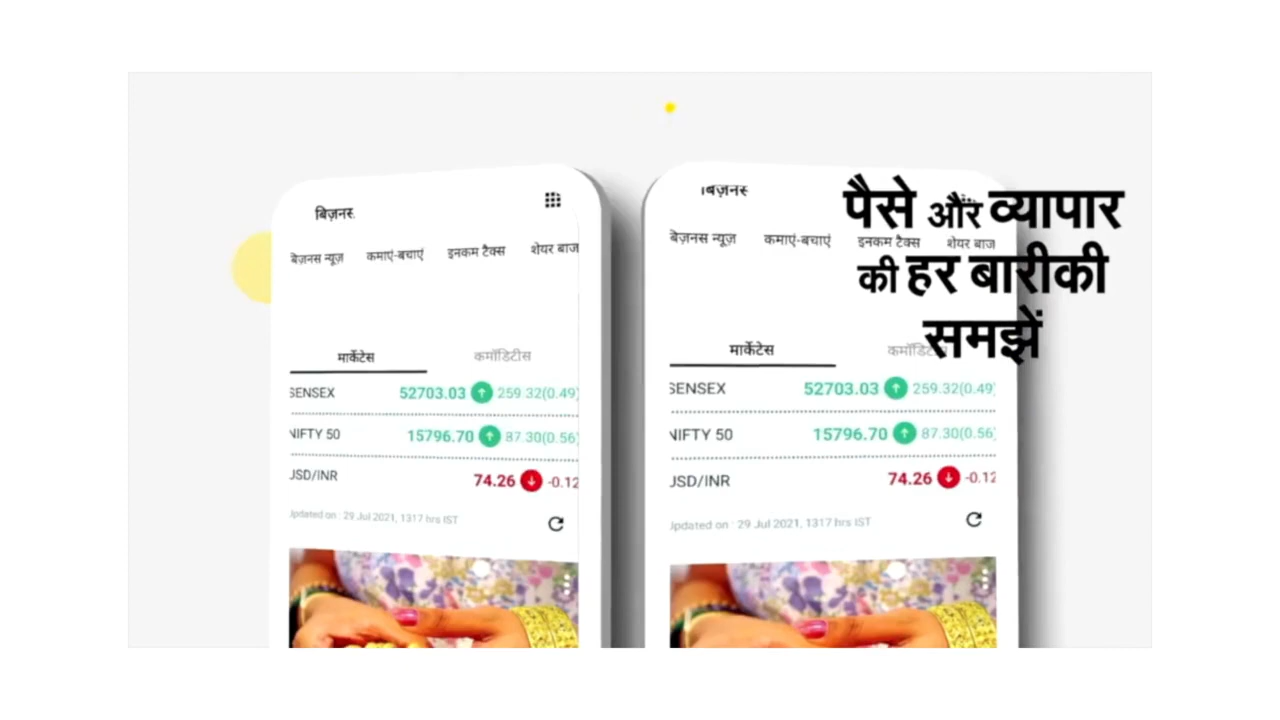 बिज़नस
बिज़नस न्यूज़ कमाएं-बचाएं इनकम टैक्स शेयर बाज
मार्केटेस कमॉडिटीस
SENSEX 52703.03 259.32(0.49)
NIFTY 50 15796.70 87.30(0.56)
USD/INR 74.26 -0.12
Updated on : 29 Jul 2021, 1317 hrs IST
बिज़नस
बिज़नस न्यूज़ कमाएं-बचाएं इनकम टैक्स शेयर बाज
मार्केटेस कमॉडिटीस
SENSEX 52703.03 259.32(0.49)
NIFTY 50 15796.70 87.30(0.56)
USD/INR 74.26 -0.12
Updated on : 29 Jul 2021, 1317 hrs IST
पैसे और व्यापार
की हर बारीकी
समझें